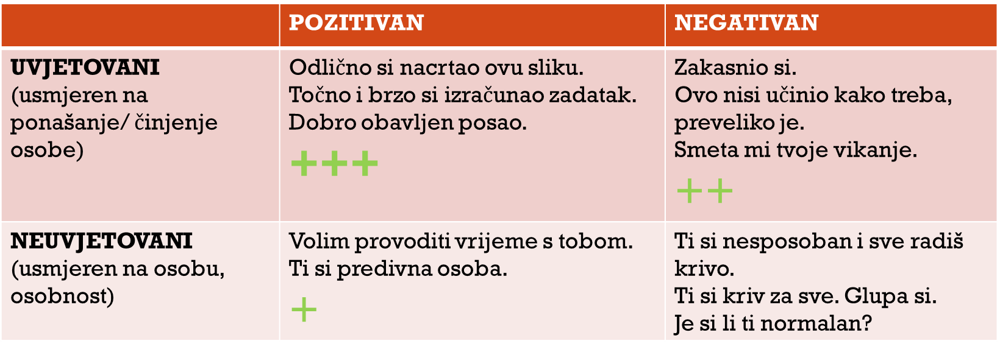 POZITIVAN
NEGATIVAN
UVJETOVANI
(usmjeren na
ponašanje/ činjenje
osobe)
Odlično si nacrtao ovu sliku.
Točno i brzo si izračunao zadatak.
Dobro obavljen posao.
+++
Zakasnio si.
Ovo nisi učinio kako treba,
preveliko je.
Smeta mi tvoje vikanje.
++
NEUVJETOVANI
(usmjeren na osobu,
osobnost)
Volim provoditi vrijeme s tobom.
Ti si predivna osoba.
+
Ti si nesposoban i sve radiš
krivo.
Ti si kriv za sve. Glupa si.
Je si li ti normalan?